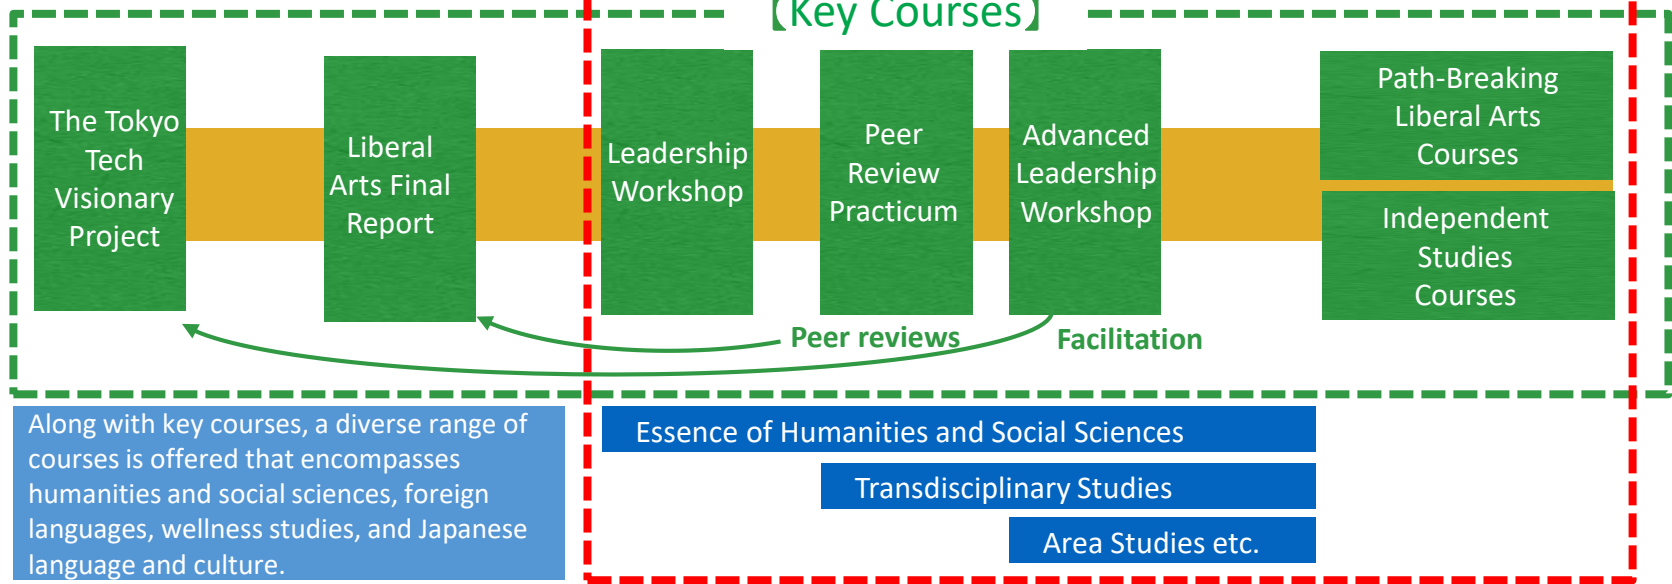 【Key Courses】
The Tokyo
Tech
Visionary
Project
Liberal
Arts Final
Report
Leadership
Workshop
Peer
Review
Practicum
Advanced
Leadership
Workshop
Path-Breaking
Liberal Arts
Courses
Independent
Studies
Courses
Peer reviews
Facilitation
Along with key courses, a diverse range of
courses is offered that encompasses
humanities and social sciences, foreign
languages, wellness studies, and Japanese
language and culture.
Essence of Humanities and Social Sciences
Transdisciplinary Studies
Area Studies etc.